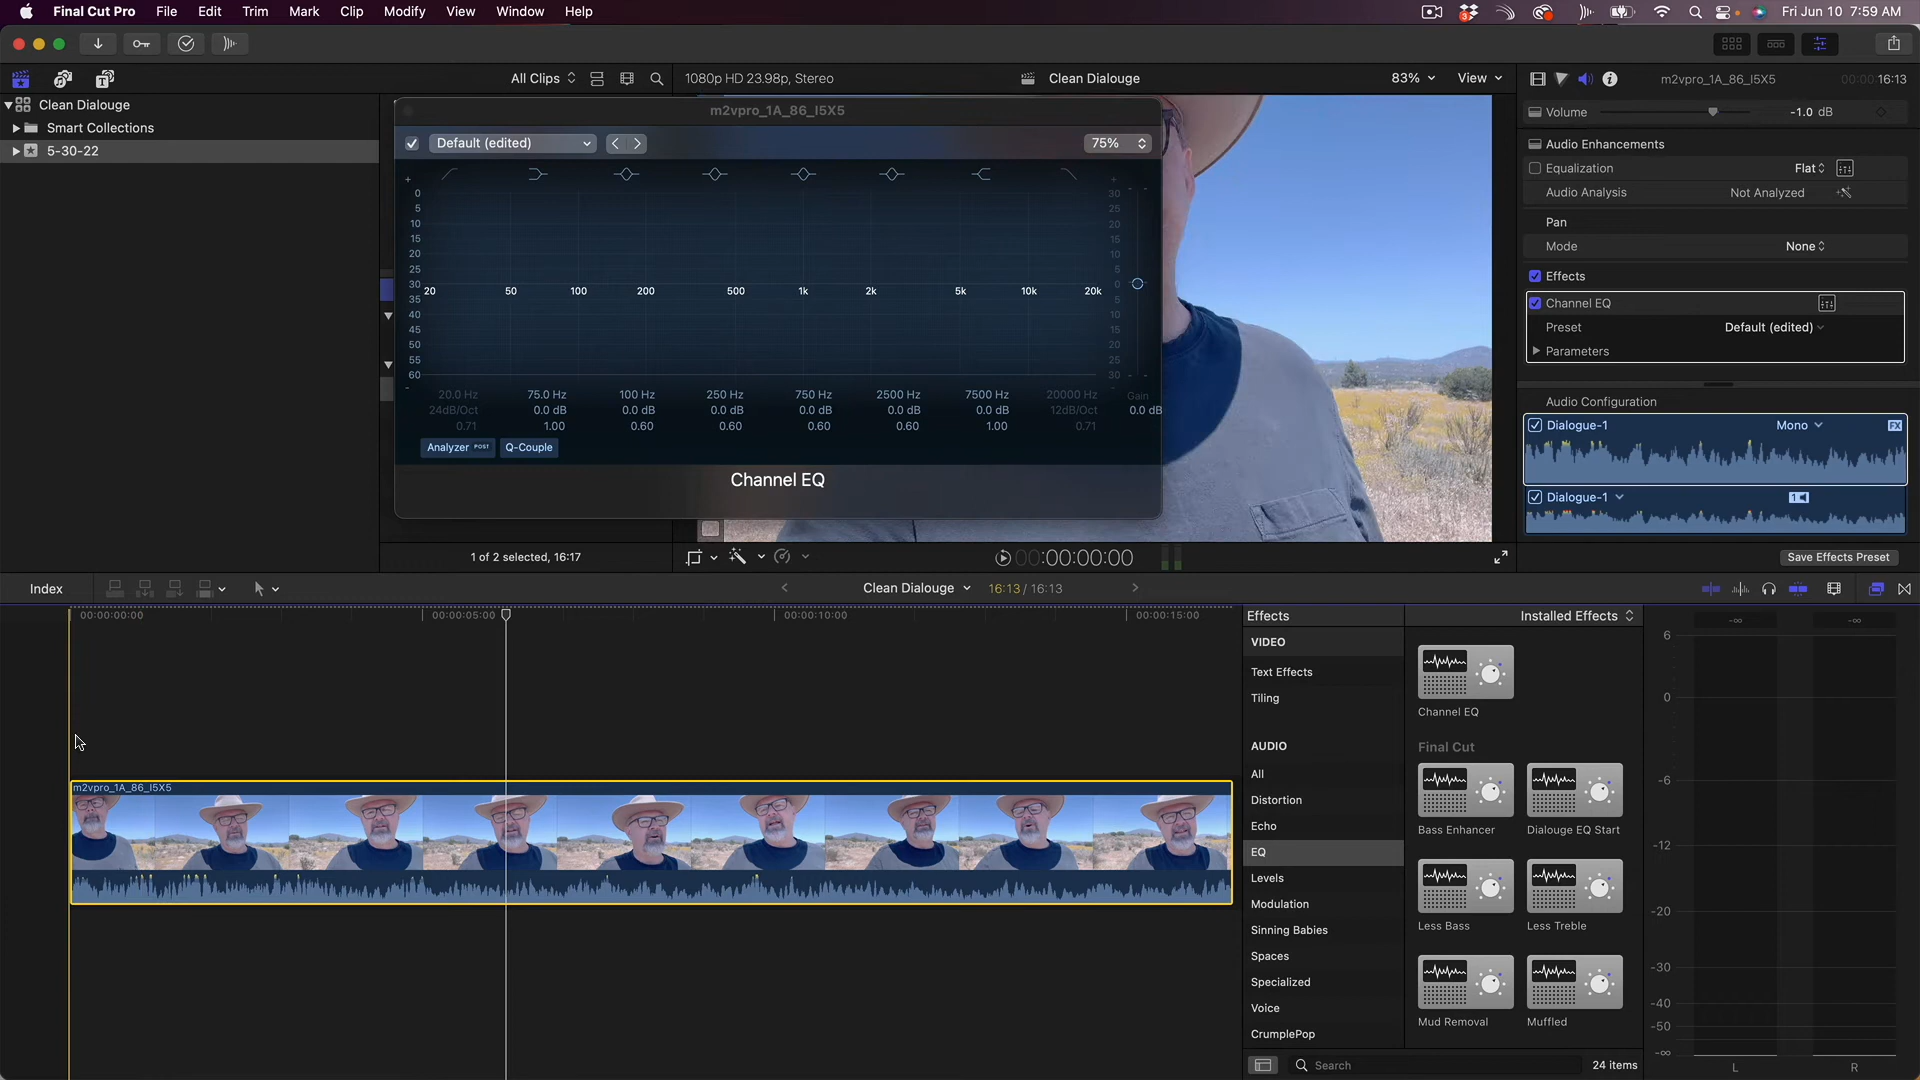 Final Cut Pro File Edit Trim Mark Clip Modify View Window Help
3
Fri Jun 10 7:59 AM
All Clips
1080p HD 23.98p, Stereo
Clean Dialouge
83%
View
m2vpro_1A_86_I5X5
00:00:16:13
Clean Dialouge
Smart Collections
5-30-22
m2vpro_1A_86_I5X5
Default (edited)
75%
+
0
5
10
15
20
25
30
35
40
45
50
55
60
-
20 50 100 200 500 1k 2k 5k 10k 20k
+
30
25
20
15
10
5
0
5
10
15
20
25
30
-
20.0 Hz 75.0 Hz 100 Hz 250 Hz 750 Hz 2500 Hz 7500 Hz 20000 Hz Gain
24dB/Oct 0.0 dB 0.0 dB 0.0 dB 0.0 dB 0.0 dB 0.0 dB 12dB/Oct 0.0 dB
0.71 1.00 0.60 0.60 0.60 0.60 1.00 0.71
Analyzer POST Q-Couple
Channel EQ
Volume -1.0 dB
Audio Enhancements
Equalization Flat
Audio Analysis Not Analyzed
Pan
Mode None
Effects
Channel EQ
Preset Default (edited)
Parameters
Audio Configuration
Dialogue-1 Mono FX
Dialogue-1 1
Save Effects Preset
1 of 2 selected, 16:17
00:00:00:00
Index
Clean Dialouge 16:13 / 16:13
00:00:00:00 00:00:05:00 00:00:10:00 00:00:15:00
m2vpro_1A_86_I5X5
Effects
Installed Effects
VIDEO
Text Effects
Tiling
AUDIO
All
Distortion
Echo
EQ
Levels
Modulation
Sinning Babies
Spaces
Specialized
Voice
CrumplePop
Channel EQ
Final Cut
Bass Enhancer Dialouge EQ Start
Less Bass Less Treble
Mud Removal Muffled
Search
24 items
-∞ -∞
6
0
-6
-12
-20
-30
-40
-50
-∞
L R